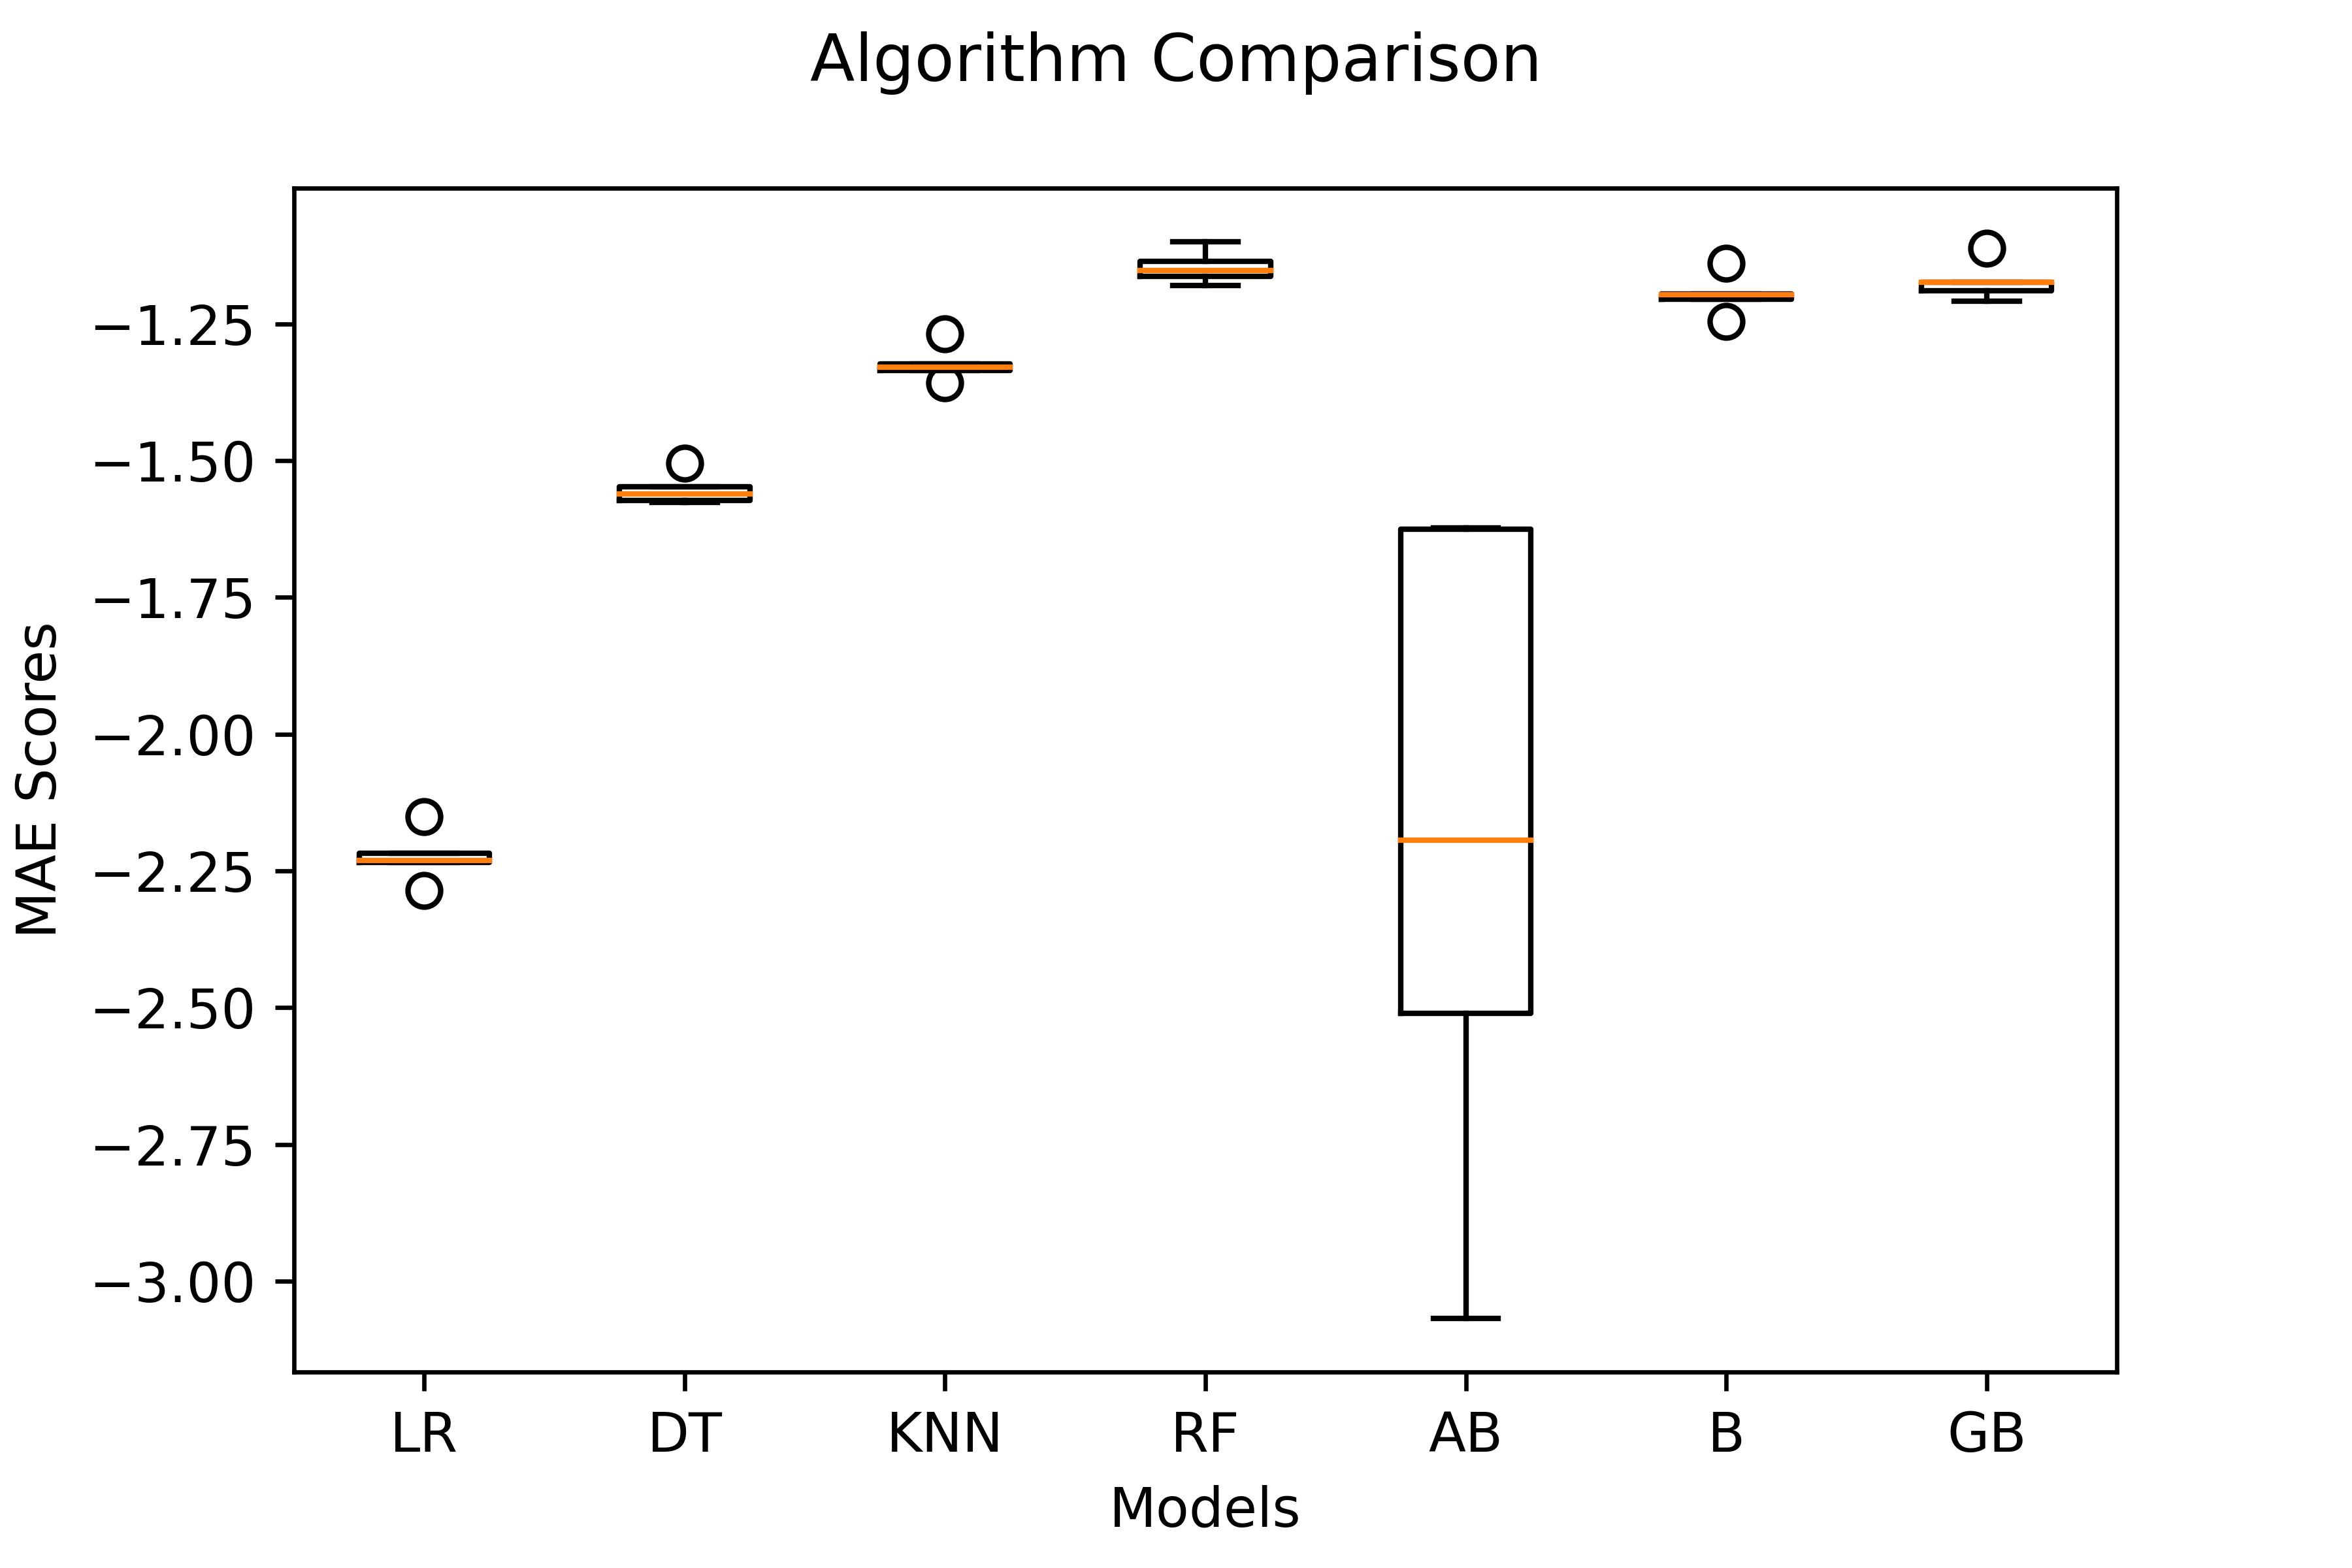 Algorithm Comparison
MAE Scores
−1.25
−1.50
−1.75
−2.00
−2.25
−2.50
−2.75
−3.00
LR DT KNN RF AB B GB
Models